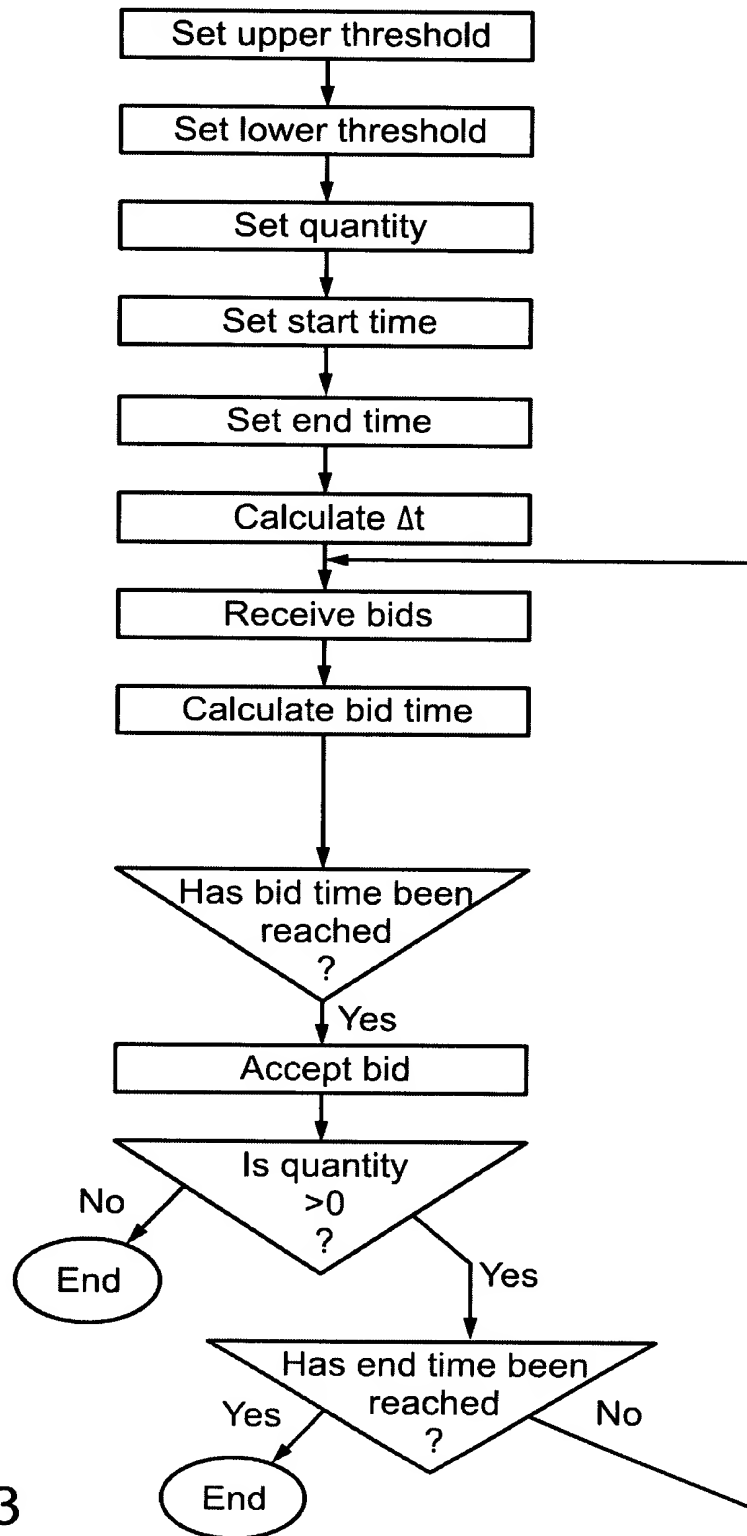 Set upper threshold
Set lower threshold
Set quantity
Set start time
Set end time
Calculate Δt
Receive bids
Calculate bid time
Has bid time been
reached
?
Yes
Accept bid
Is quantity
>0
?
No
End
Yes
Has end time been
reached
?
Yes
No
End
3